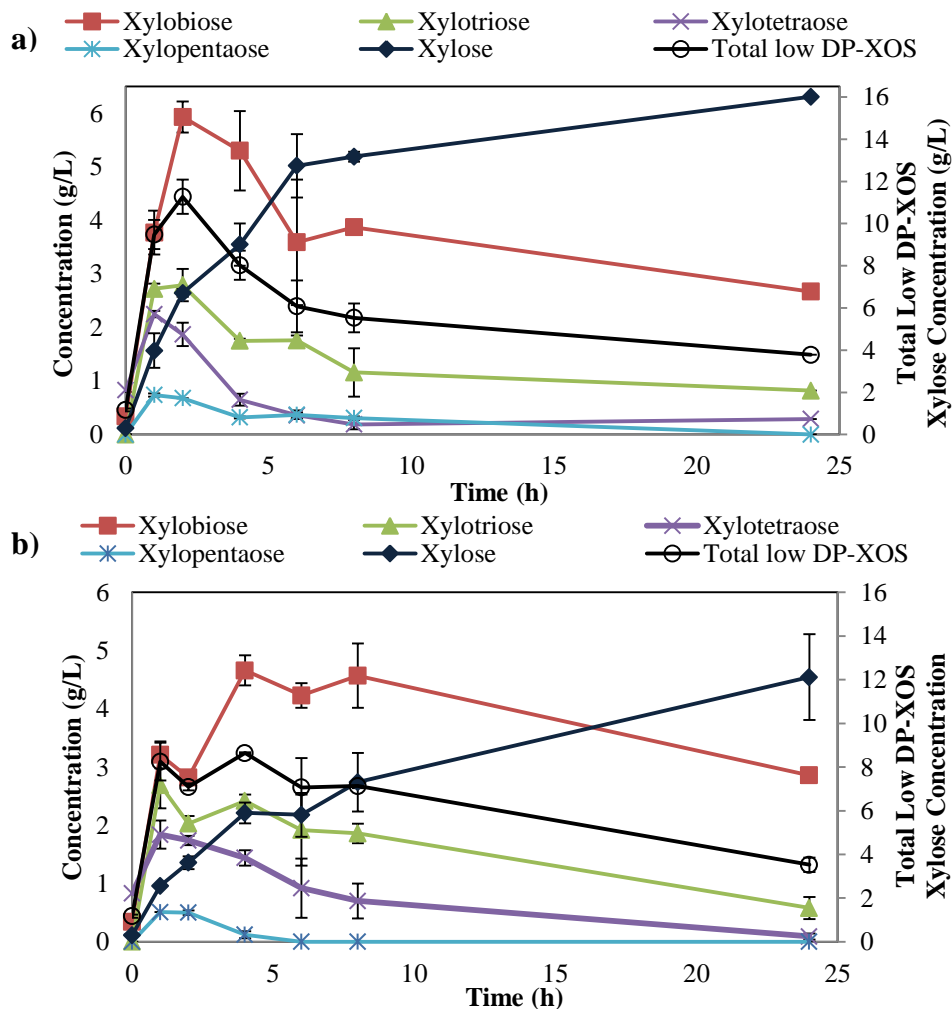 a)
Xylobiose Xylotriose Xylotetraose
Xylopentaose Xylose Total low DP-XOS
Concentration (g/L)
6
5
4
3
2
1
0
16
14
12
10
8
6
4
2
0
Total Low DP-XOS
Xylose Concentration (g/L)
0 5 10 15 20 25
Time (h)
b)
Xylobiose Xylotriose Xylotetraose
Xylopentaose Xylose Total low DP-XOS
Concentration (g/L)
6
5
4
3
2
1
0
16
14
12
10
8
6
4
2
0
Total Low DP-XOS
Xylose Concentration
0 5 10 15 20 25
Time (h)